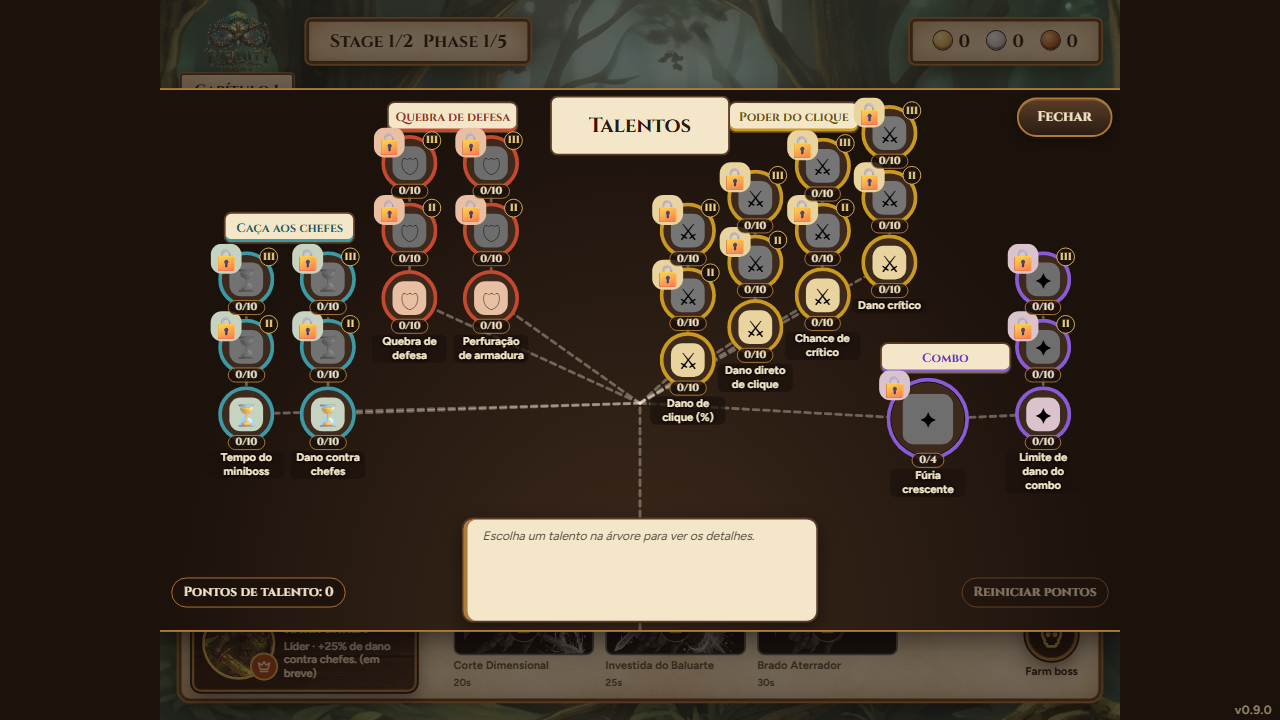 STAGE 1/2 PHASE 1/5
0 0 0
CAPÍTULO 1
TALENTOS
FECHAR
QUEBRA DE DEFESA
III
0/10
III
0/10
II
0/10
II
0/10
0/10
0/10
Quebra de
defesa
Perfuração
de armadura
CAÇA AOS CHEFES
III
0/10
III
0/10
II
0/10
II
0/10
0/10
0/10
Tempo do
miniboss
Dano contra
chefes
PODER DO CLIQUE
III
0/10
II
0/10
0/10
Dano de
clique (%)
III
0/10
II
0/10
0/10
Dano direto
de clique
III
0/10
II
0/10
0/10
Chance de
crítico
III
0/10
II
0/10
0/10
Dano crítico
COMBO
0/4
Fúria
crescente
III
0/10
II
0/10
0/10
Limite de
dano do
combo
Escolha um talento na árvore para ver os detalhes.
PONTOS DE TALENTO: 0
REINICIAR PONTOS
Líder · +25% de dano
contra chefes. (em
breve)
Corte Dimensional
20s
Investida do Baluarte
25s
Brado Aterrador
30s
Farm boss
v0.9.0